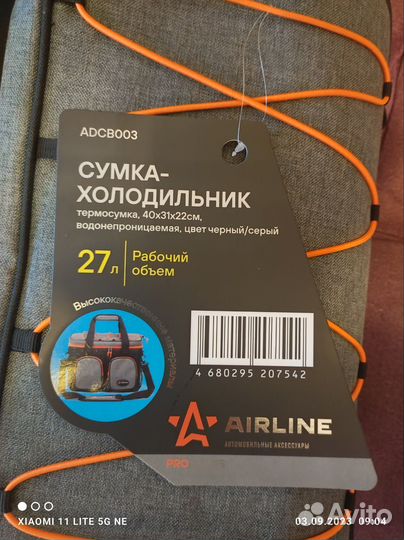 ADCB003
СУМКА-
ХОЛОДИЛЬНИК
термосумка, 40х31х22см,
водонепроницаемая, цвет черный/серый
27л Рабочий
объем
Высококачественные материалы
4 680295 207542
AIRLINE
АВТОМОБИЛЬНЫЕ АКСЕССУАРЫ
PRO
XIAOMI 11 LITE 5G NE
03.09.2023 09:04
Avito